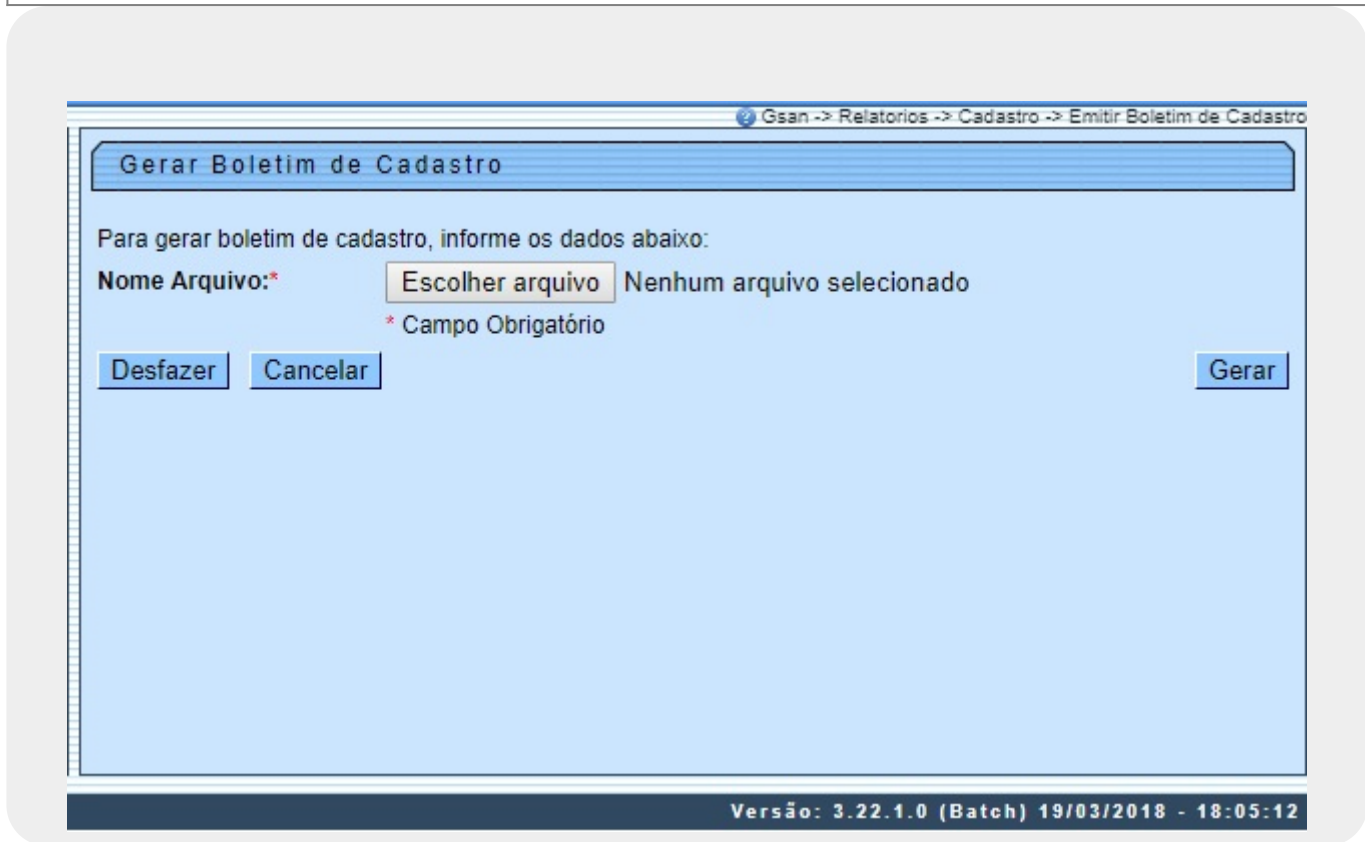 Gsan -> Relatorios -> Cadastro -> Emitir Boletim de Cadastro
Gerar Boletim de Cadastro
Para gerar boletim de cadastro, informe os dados abaixo:
Nome Arquivo:* Escolher arquivo Nenhum arquivo selecionado
* Campo Obrigatório
Desfazer Cancelar Gerar
Versão: 3.22.1.0 (Batch) 19/03/2018 - 18:05:12